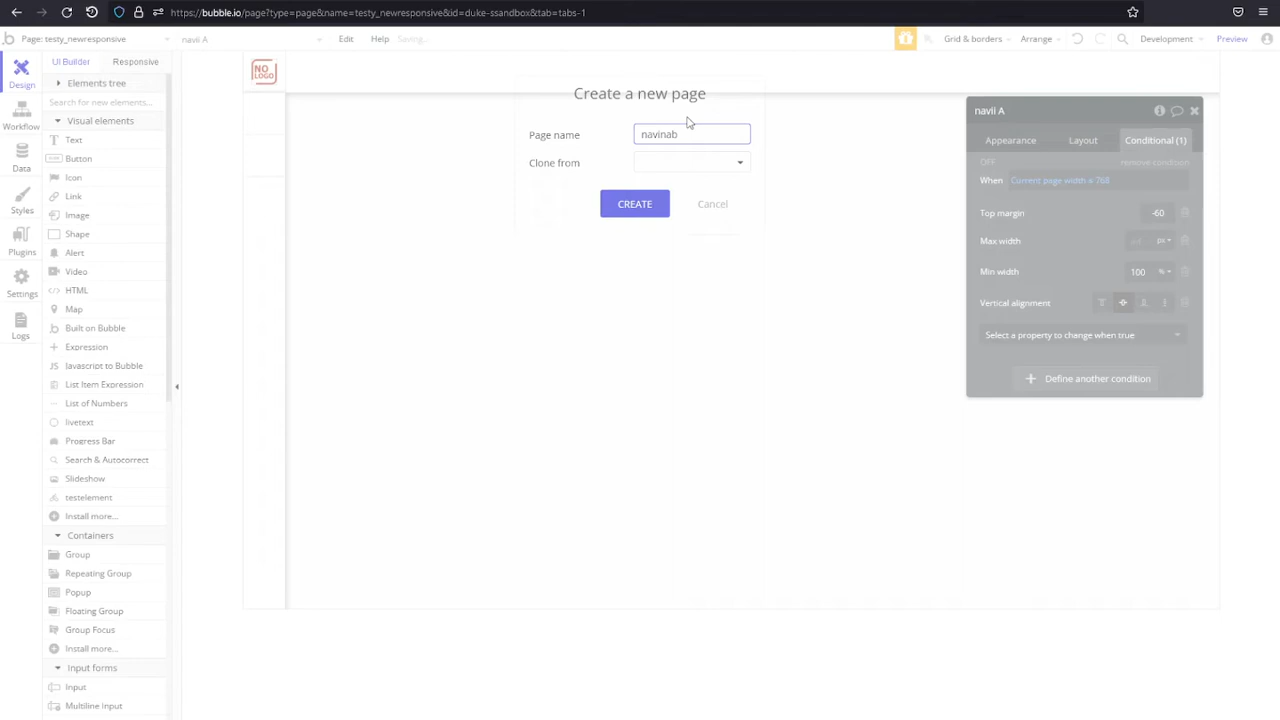 https://bubble.io/page?type=page&name=testy_newresponsive&id=duke-ssandbox&tab=tabs-1
Page: testy_newresponsive
navii A
Edit
Help
Saving...
Grid & borders
Arrange
Development
Preview
Design
Workflow
Data
Styles
Plugins
Settings
Logs
UI Builder
Responsive
Elements tree
Search for new elements...
Visual elements
Text
Button
Icon
Link
Image
Shape
Alert
Video
HTML
Map
Built on Bubble
Expression
Javascript to Bubble
List Item Expression
List of Numbers
livetext
Progress Bar
Search & Autocorrect
Slideshow
testelement
Install more...
Containers
Group
Repeating Group
Popup
Floating Group
Group Focus
Install more...
Input forms
Input
Multiline Input
NO
LOGO
Create a new page
Page name
navinab
Clone from
CREATE
Cancel
navii A
Appearance
Layout
Conditional (1)
OFF
remove condition
When
Top margin
-60
Max width
px
Min width
100
%
Vertical alignment
Select a property to change when true
Define another condition